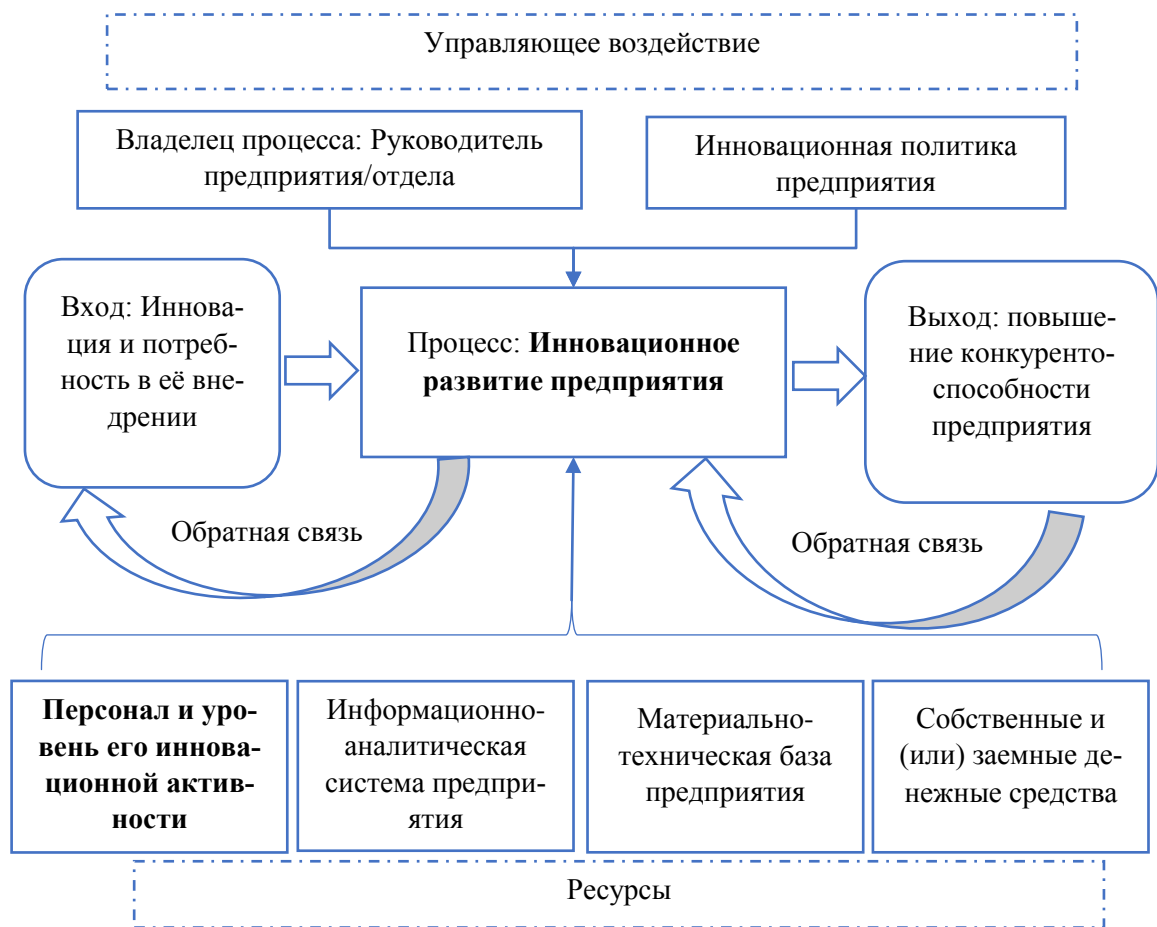 Управляющее воздействие
Владелец процесса: Руководитель
предприятия/отдела
Инновационная политика
предприятия
Вход: Иннова-
ция и потреб-
ность в её вне-
дрении
Процесс: Инновационное
развитие предприятия
Выход: повыше-
ние конкуренто-
способности
предприятия
Обратная связь
Обратная связь
Персонал и уро-
вень его иннова-
ционной актив-
ности
Информационно-
аналитическая
система предпри-
ятия
Материально-
техническая база
предприятия
Собственные и
(или) заемные де-
нежные средства
Ресурсы